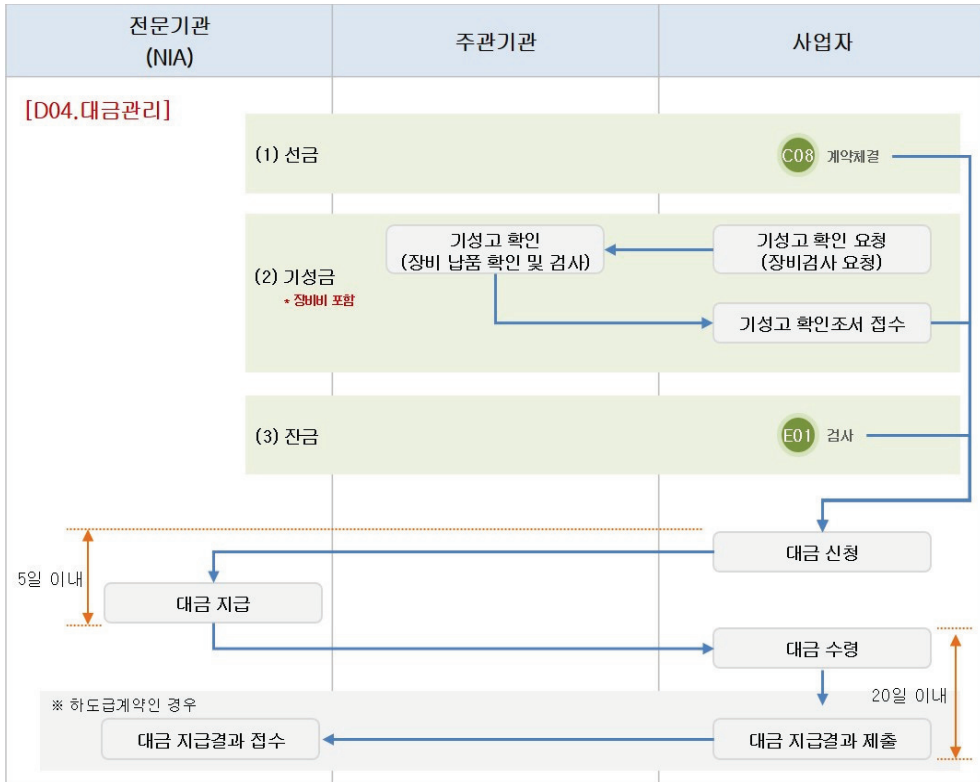 전문기관
(NIA)
주관기관
사업자
[D04.대금관리]
(1) 선금
C08 계약체결
기성고 확인
(장비 납품 확인 및 검사)
기성고 확인 요청
(장비검사 요청)
(2) 기성금
* 장비비 포함
기성고 확인조서 접수
(3) 잔금
E01 검사
대금 신청
5일 이내
대금 지급
대금 수령
20일 이내
※ 하도급계약인 경우
대금 지급결과 접수
대금 지급결과 제출